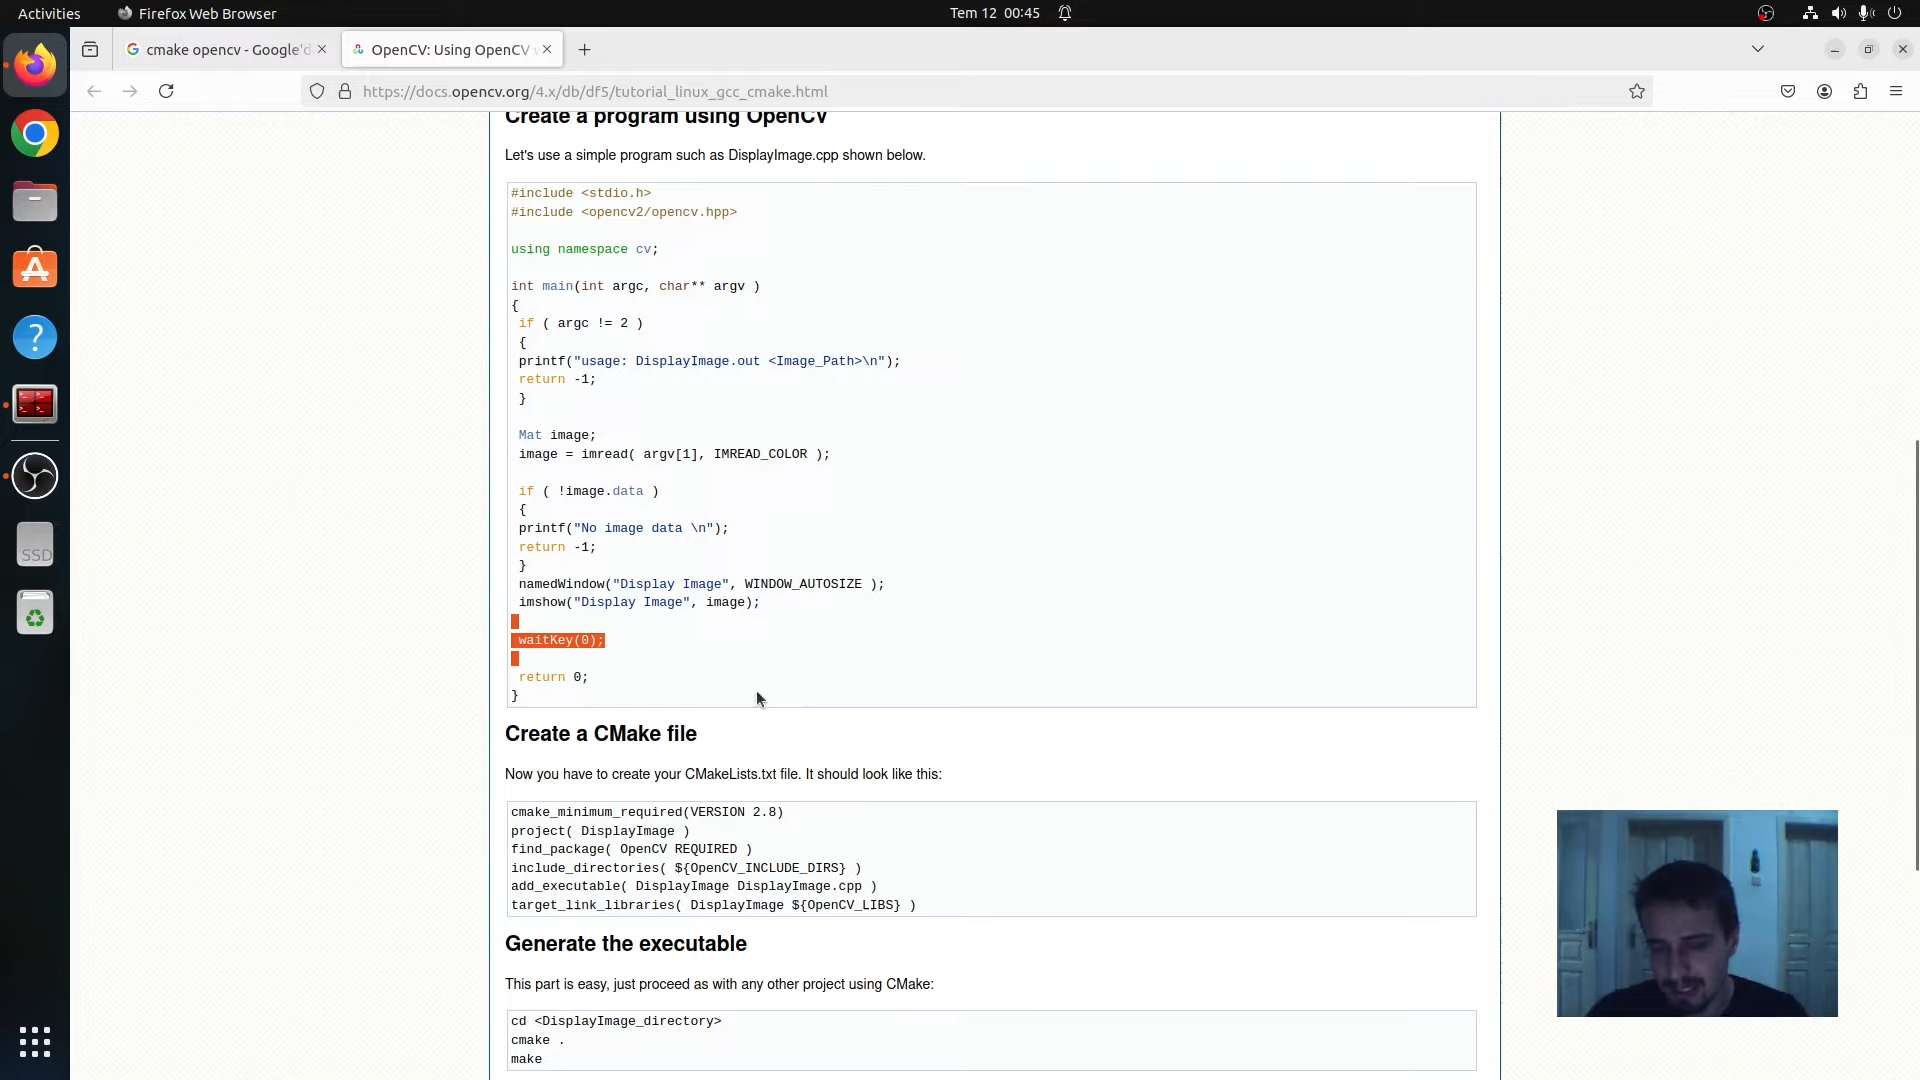 Activities
Firefox Web Browser
Tem 12 00:45
cmake opencv - Google'd
OpenCV: Using OpenCV w
https://docs.opencv.org/4.x/db/df5/tutorial_linux_gcc_cmake.html
Create a program using OpenCV
Let's use a simple program such as DisplayImage.cpp shown below.
#include <stdio.h>
#include <opencv2/opencv.hpp>
using namespace cv;
int main(int argc, char** argv )
{
if ( argc != 2 )
{
printf("usage: DisplayImage.out <Image_Path>\n");
return -1;
}
Mat image;
image = imread( argv[1], IMREAD_COLOR );
if ( !image.data )
{
printf("No image data \n");
return -1;
}
namedWindow("Display Image", WINDOW_AUTOSIZE );
imshow("Display Image", image);
waitKey(0);
return 0;
}
Create a CMake file
Now you have to create your CMakeLists.txt file. It should look like this:
cmake_minimum_required(VERSION 2.8)
project( DisplayImage )
find_package( OpenCV REQUIRED )
include_directories( ${OpenCV_INCLUDE_DIRS} )
add_executable( DisplayImage DisplayImage.cpp )
target_link_libraries( DisplayImage ${OpenCV_LIBS} )
Generate the executable
This part is easy, just proceed as with any other project using CMake:
cd <DisplayImage_directory>
cmake .
make
SSD